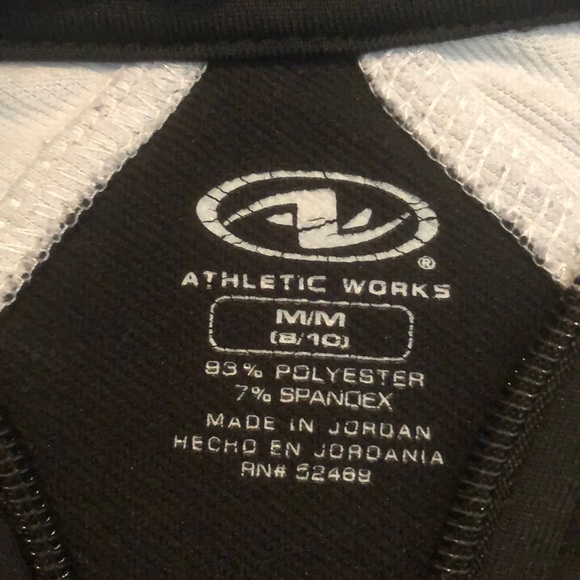 ®
ATHLETIC WORKS
M/M
(8/10)
93% POLYESTER
7% SPANDEX
MADE IN JORDAN
HECHO EN JORDANIA
RN# 52469